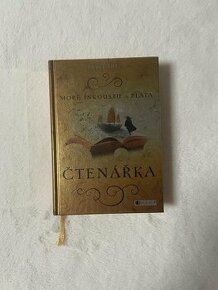 MOŘE INKOUSTU A ZLATA
ČTENÁŘKA